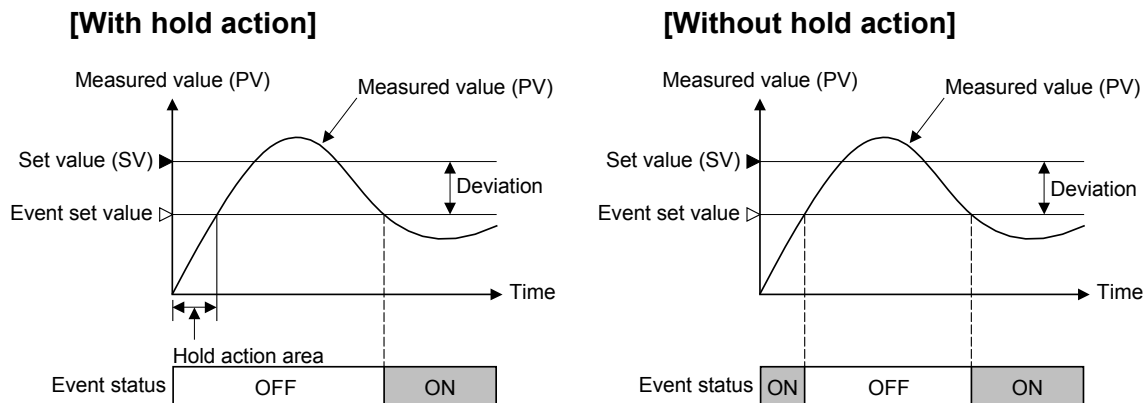 [With hold action]
Measured value (PV)
Measured value (PV)
Set value (SV)
Deviation
Event set value
Time
Hold action area
Event status
OFF
ON
[Without hold action]
Measured value (PV)
Measured value (PV)
Set value (SV)
Deviation
Event set value
Time
Event status
ON
OFF
ON